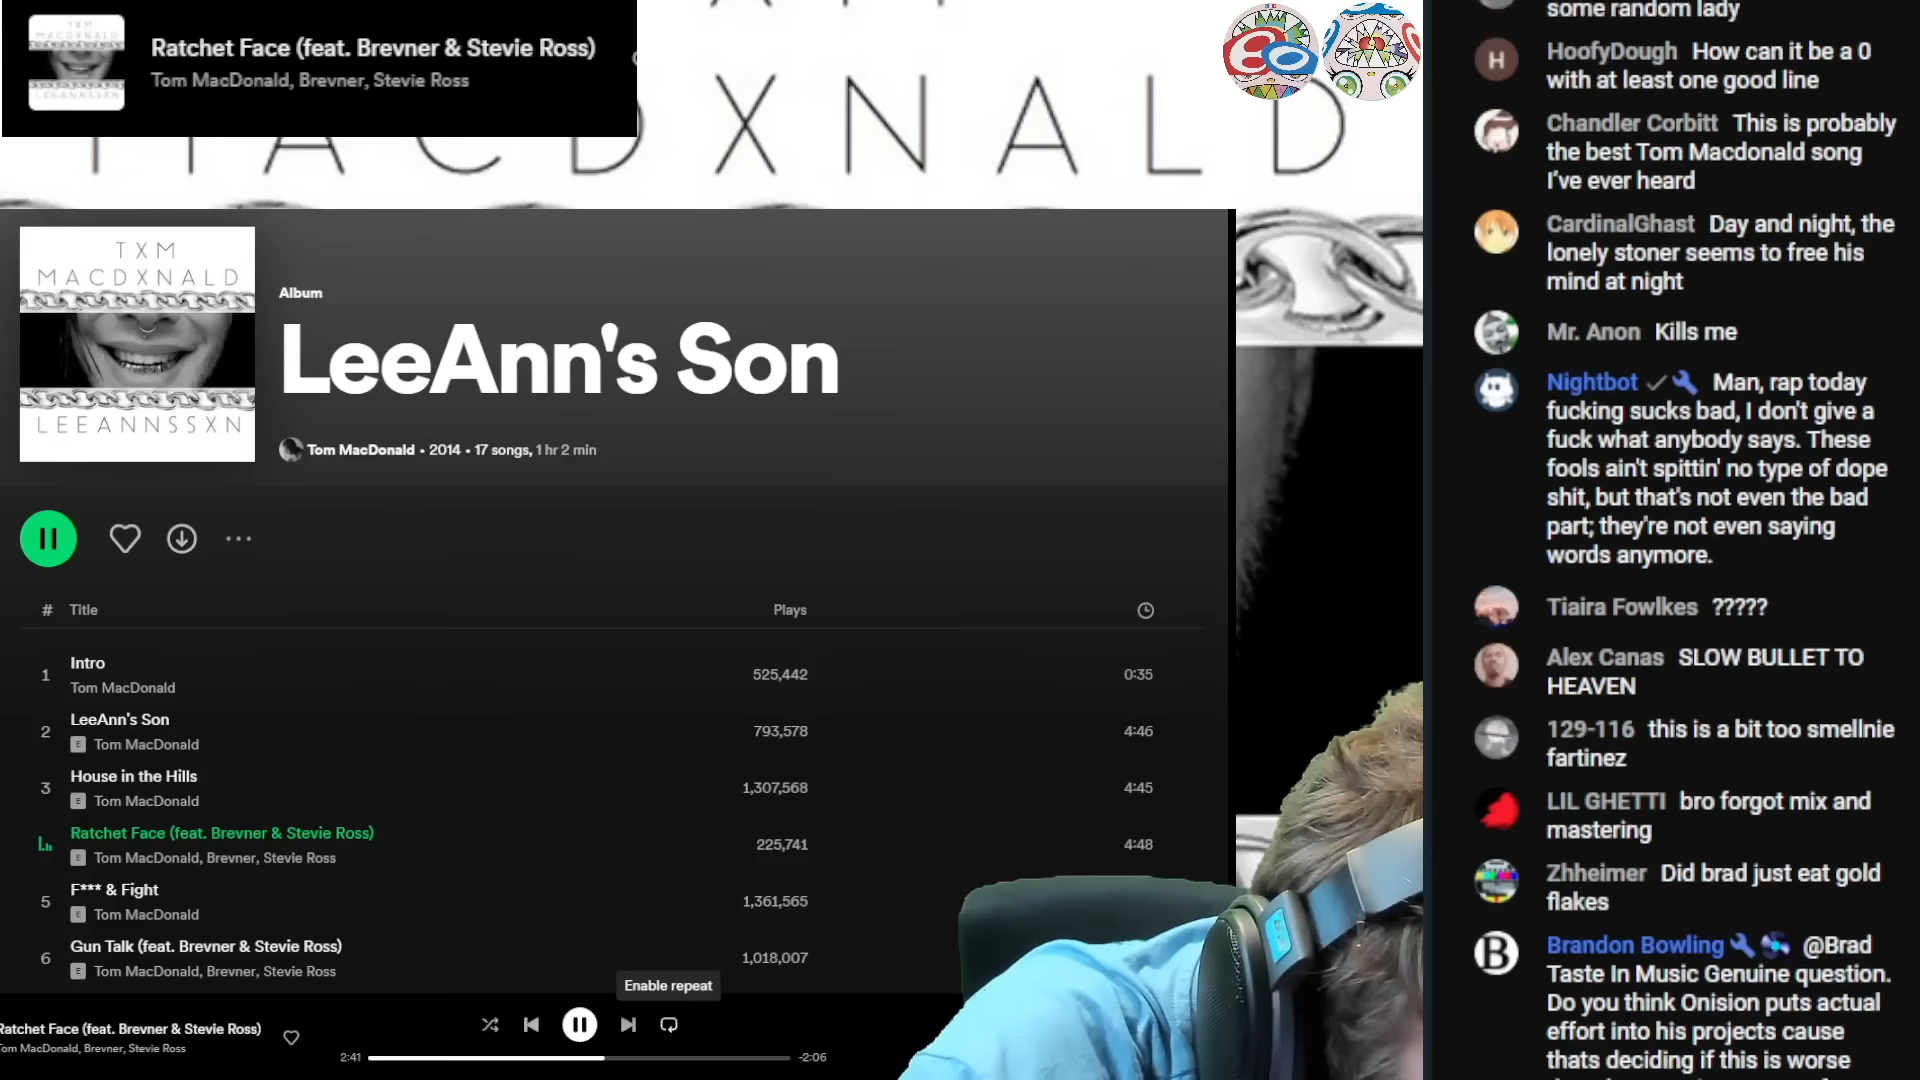 Ratchet Face (feat. Brevner & Stevie Ross)
Tom MacDonald, Brevner, Stevie Ross
MACDXNALD
TXM
MACDXNALD
LEEANNSSXN
TXM
MACDXNALD
LEEANNSSXN
Album
LeeAnn's Son
Tom MacDonald • 2014 • 17 songs, 1 hr 2 min
# Title Plays
1 Intro 525,442 0:35
Tom MacDonald
2 LeeAnn's Son 793,578 4:46
E Tom MacDonald
3 House in the Hills 1,307,568 4:45
E Tom MacDonald
Ratchet Face (feat. Brevner & Stevie Ross) 225,741 4:48
E Tom MacDonald, Brevner, Stevie Ross
5 F*** & Fight 1,361,565
E Tom MacDonald
6 Gun Talk (feat. Brevner & Stevie Ross) 1,018,007
E Tom MacDonald, Brevner, Stevie Ross
Enable repeat
Ratchet Face (feat. Brevner & Stevie Ross)
Tom MacDonald, Brevner, Stevie Ross
2:41 -2:06
some random lady
H HoofyDough How can it be a 0
with at least one good line
Chandler Corbitt This is probably
the best Tom Macdonald song
I've ever heard
CardinalGhast Day and night, the
lonely stoner seems to free his
mind at night
Mr. Anon Kills me
Nightbot Man, rap today
fucking sucks bad, I don't give a
fuck what anybody says. These
fools ain't spittin' no type of dope
shit, but that's not even the bad
part; they're not even saying
words anymore.
Tiaira Fowlkes ?????
Alex Canas SLOW BULLET TO
HEAVEN
129-116 this is a bit too smellnie
fartinez
LIL GHETTI bro forgot mix and
mastering
Zhheimer Did brad just eat gold
flakes
B Brandon Bowling @Brad
Taste In Music Genuine question.
Do you think Onision puts actual
effort into his projects cause
thats deciding if this is worse